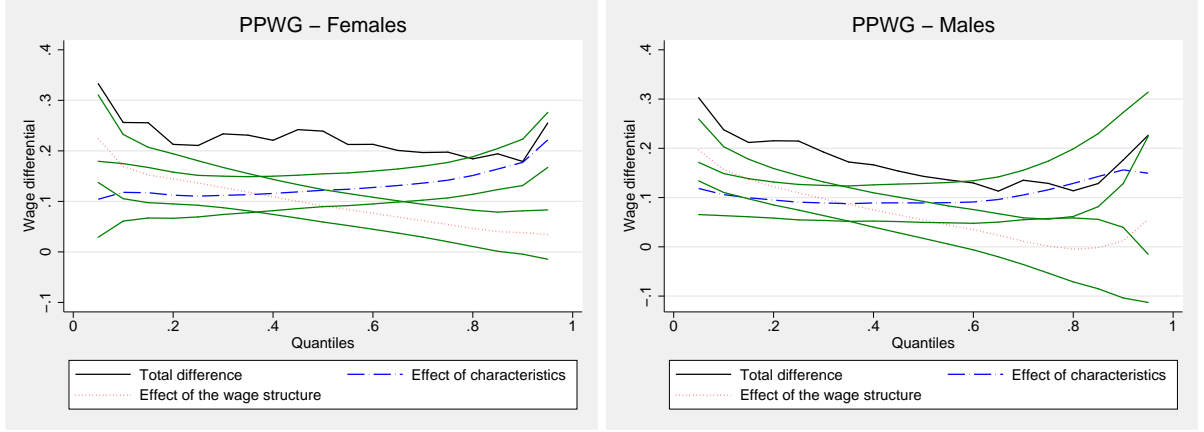 PPWG – Females
Wage differential
.4
.3
.2
.1
0
-.1
0 .2 .4 .6 .8 1
Quantiles
Total difference Effect of characteristics
Effect of the wage structure
PPWG – Males
Wage differential
.4
.3
.2
.1
0
-.1
0 .2 .4 .6 .8 1
Quantiles
Total difference Effect of characteristics
Effect of the wage structure